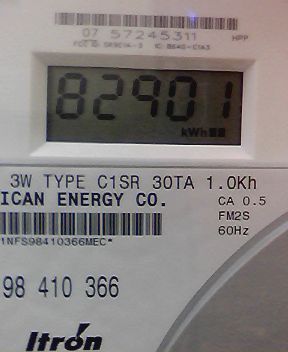 07 57245311 HPP
82901
kWh
3W TYPE C1SR 30TA 1.0Kh
ICAN ENERGY CO. CA 0.5
FM2S
60Hz
1NFS98410366MEC*
98 410 366
Itron